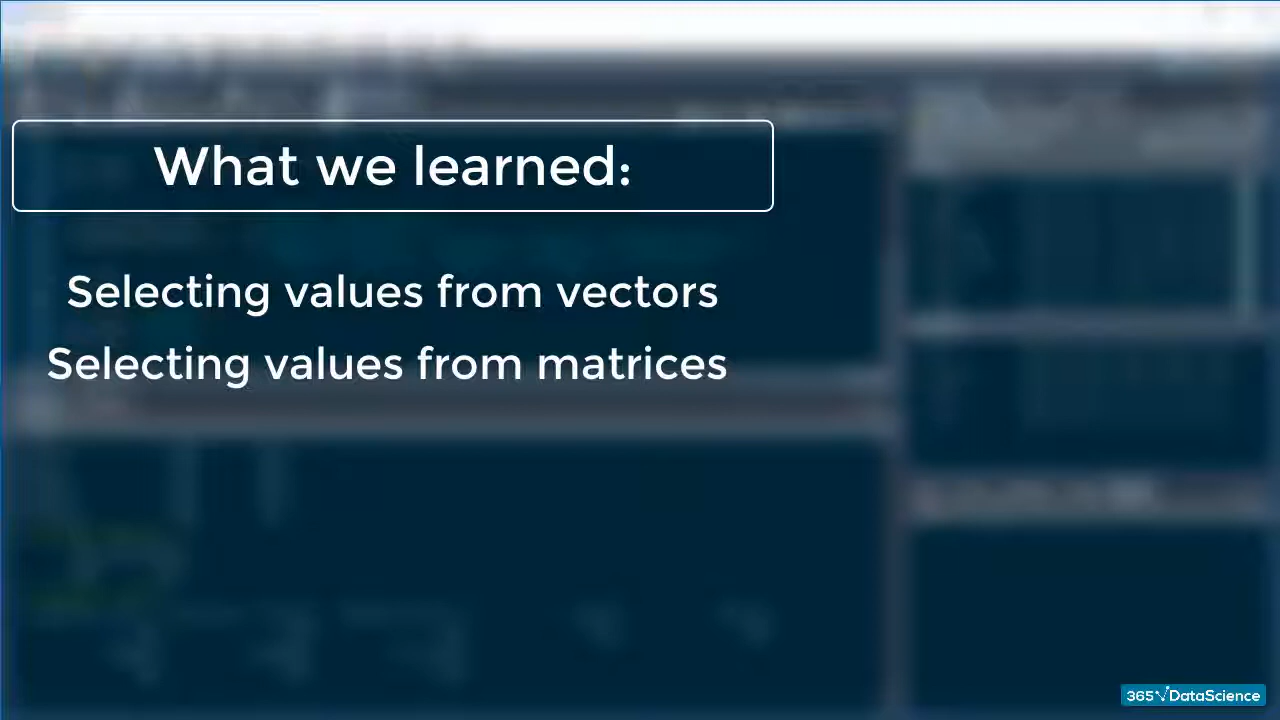 What we learned:
Selecting values from vectors
Selecting values from matrices
365 DataScience